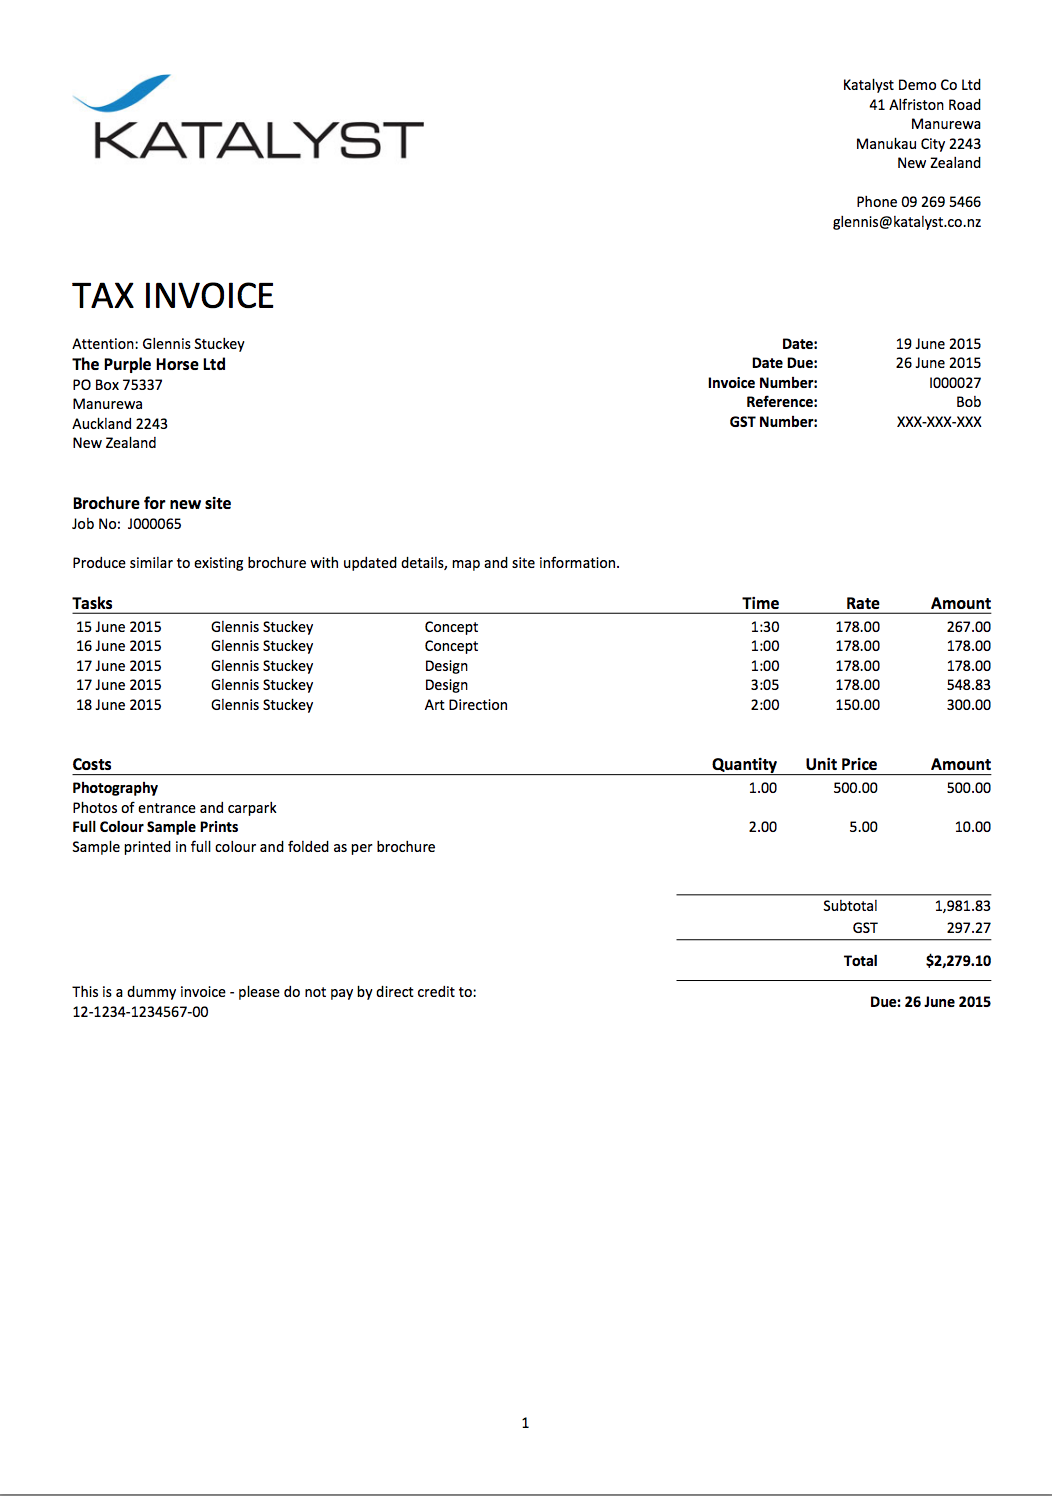 KATALYST
Katalyst Demo Co Ltd
41 Alfriston Road
Manurewa
Manukau City 2243
New Zealand
Phone 09 269 5466
glennis@katalyst.co.nz
TAX INVOICE
Attention: Glennis Stuckey
The Purple Horse Ltd
PO Box 75337
Manurewa
Auckland 2243
New Zealand
Date: 19 June 2015
Date Due: 26 June 2015
Invoice Number: I000027
Reference: Bob
GST Number: XXX-XXX-XXX
Brochure for new site
Job No: J000065
Produce similar to existing brochure with updated details, map and site information.
Tasks Time Rate Amount
15 June 2015 Glennis Stuckey Concept 1:30 178.00 267.00
16 June 2015 Glennis Stuckey Concept 1:00 178.00 178.00
17 June 2015 Glennis Stuckey Design 1:00 178.00 178.00
17 June 2015 Glennis Stuckey Design 3:05 178.00 548.83
18 June 2015 Glennis Stuckey Art Direction 2:00 150.00 300.00
Costs Quantity Unit Price Amount
Photography 1.00 500.00 500.00
Photos of entrance and carpark
Full Colour Sample Prints 2.00 5.00 10.00
Sample printed in full colour and folded as per brochure
Subtotal 1,981.83
GST 297.27
Total $2,279.10
This is a dummy invoice - please do not pay by direct credit to:
12-1234-1234567-00
Due: 26 June 2015
1